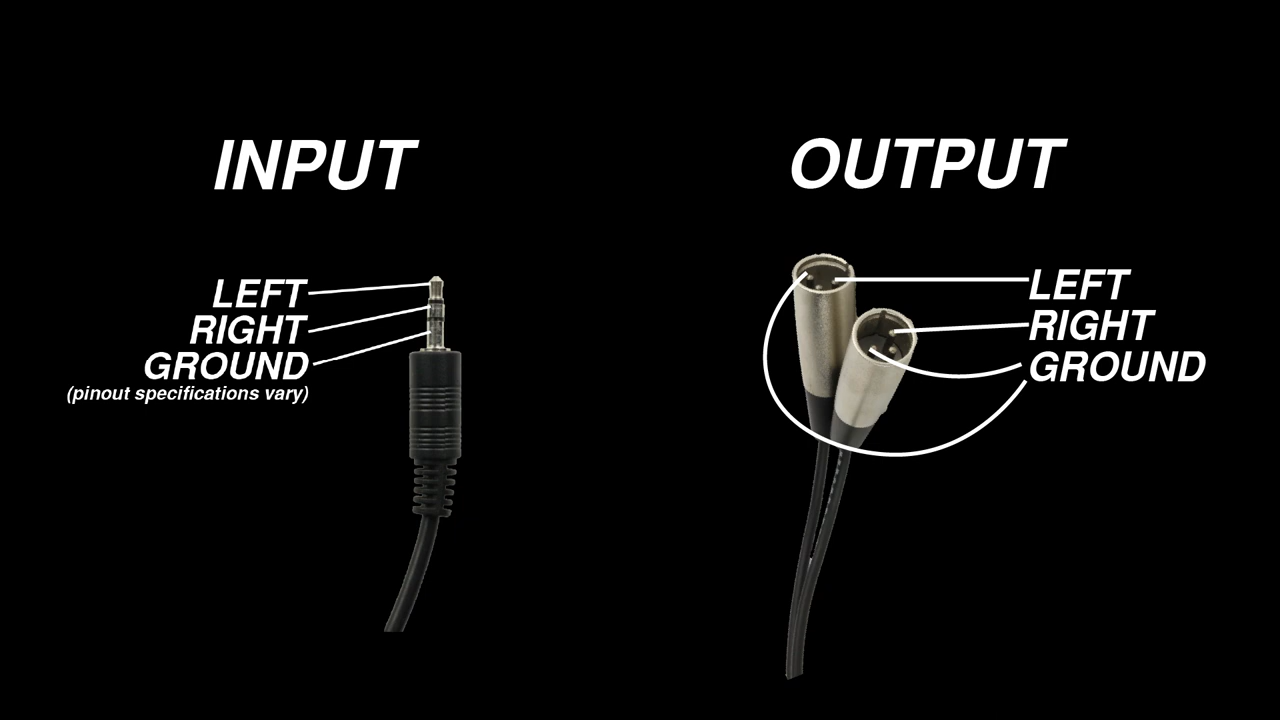 INPUT
LEFT
RIGHT
GROUND
(pinout specifications vary)
OUTPUT
LEFT
RIGHT
GROUND